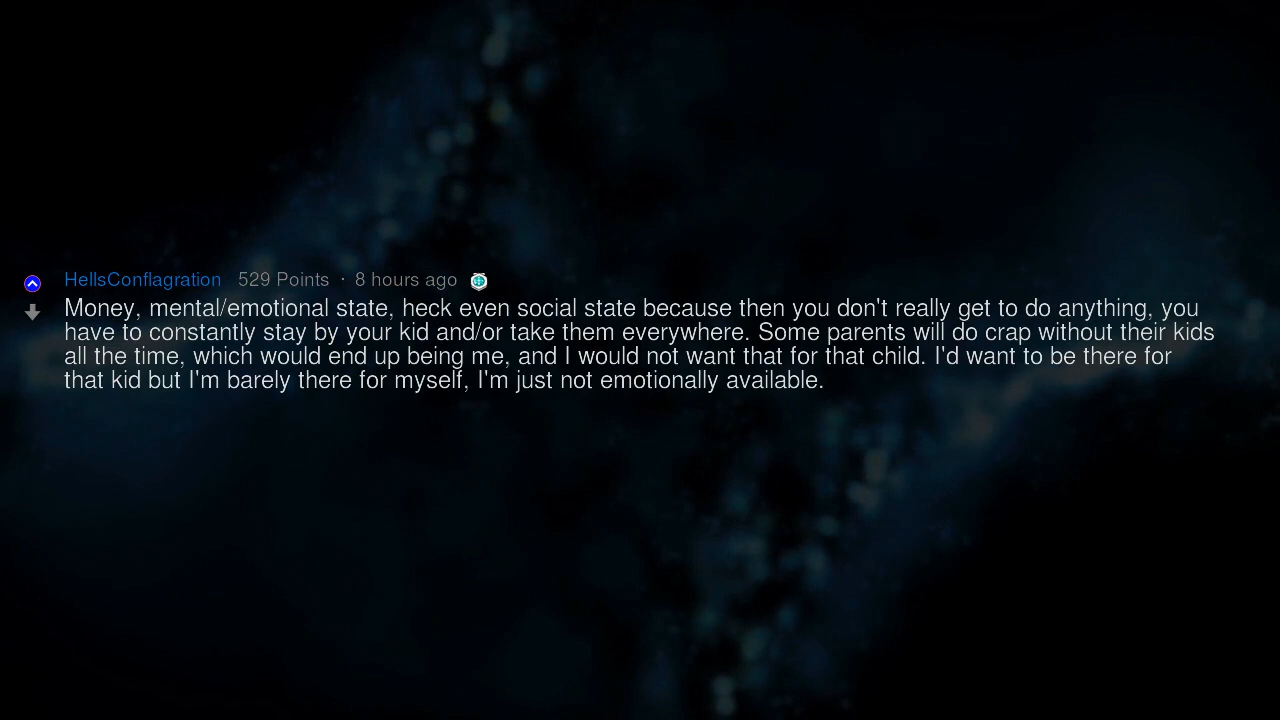 HellsConflagration 529 Points · 8 hours ago
Money, mental/emotional state, heck even social state because then you don't really get to do anything, you
have to constantly stay by your kid and/or take them everywhere. Some parents will do crap without their kids
all the time, which would end up being me, and I would not want that for that child. I'd want to be there for
that kid but I'm barely there for myself, I'm just not emotionally available.